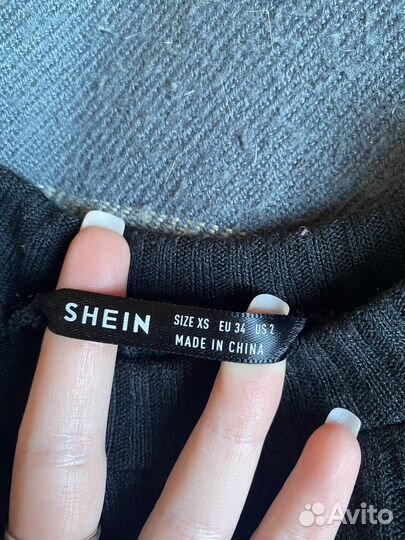 SHEIN
SIZE XS EU 34 US 2
MADE IN CHINA
Avito